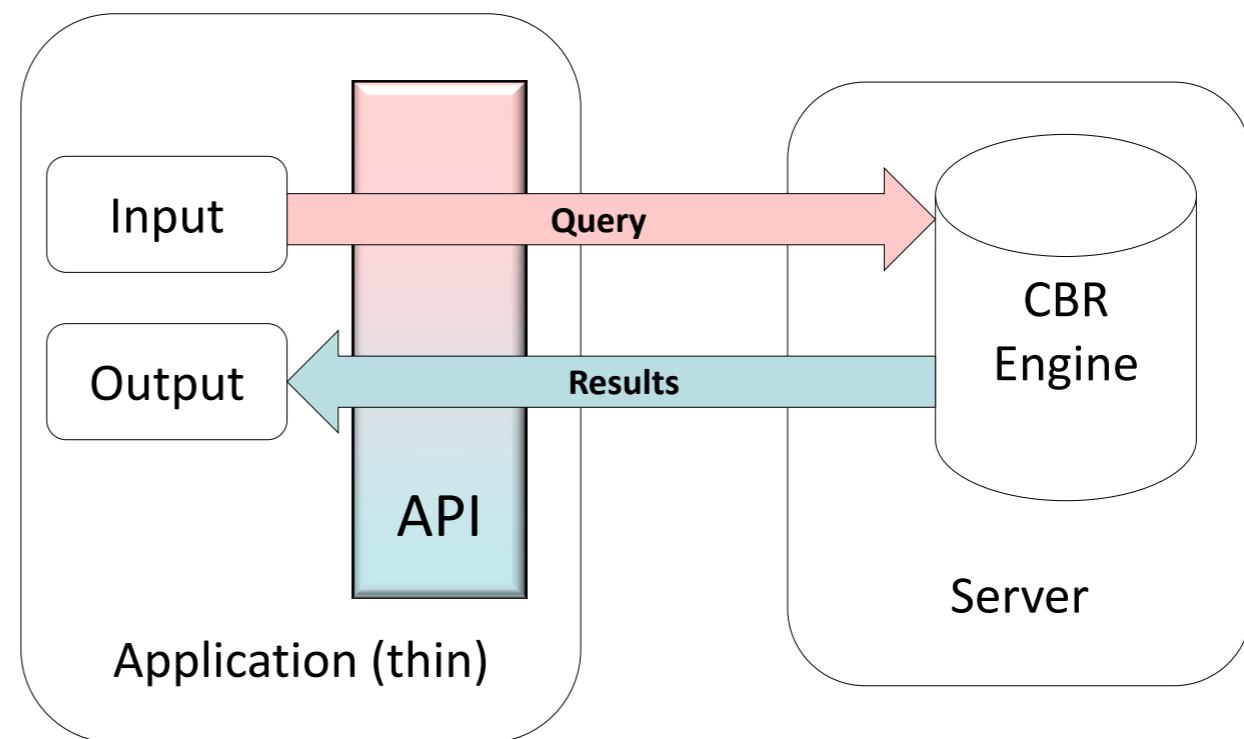 Input
Query
CBR
Engine
Output
Results
API
Server
Application (thin)